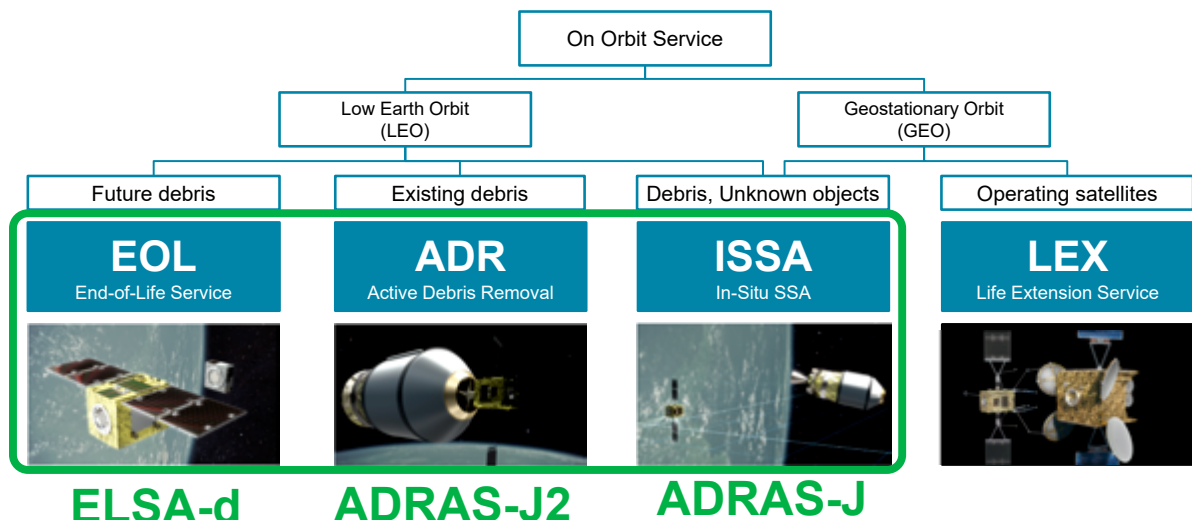 On Orbit Service
Low Earth Orbit
(LEO)
Geostationary Orbit
(GEO)
Future debris
Existing debris
Debris, Unknown objects
Operating satellites
EOL
End-of-Life Service
ADR
Active Debris Removal
ISSA
In-Situ SSA
LEX
Life Extension Service
ELSA-d
ADRAS-J2
ADRAS-J